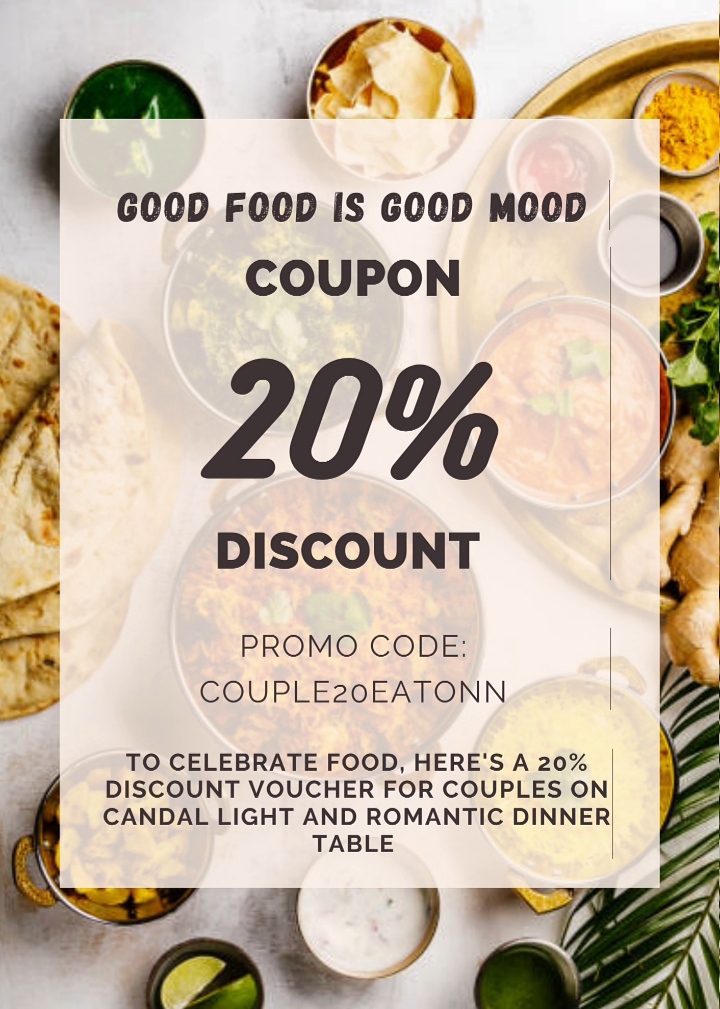 GOOD FOOD IS GOOD MOOD
COUPON
20%
DISCOUNT
PROMO CODE:
COUPLE20EATONN
TO CELEBRATE FOOD, HERE'S A 20%
DISCOUNT VOUCHER FOR COUPLES ON
CANDAL LIGHT AND ROMANTIC DINNER
TABLE